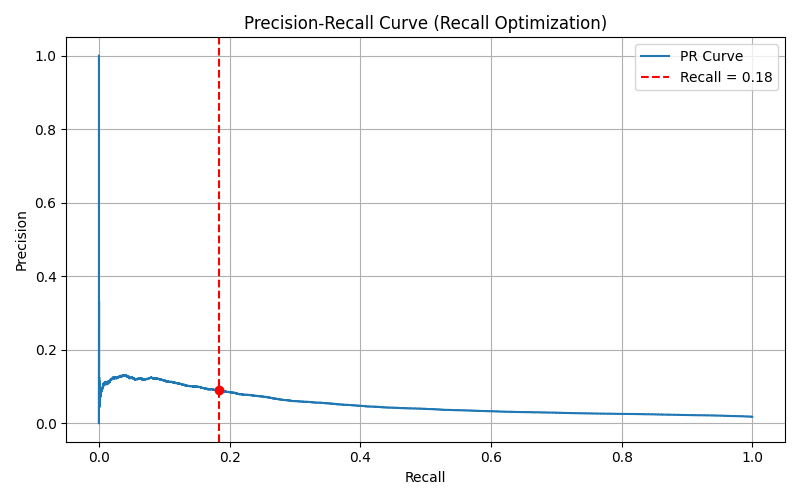 Precision-Recall Curve (Recall Optimization)
PR Curve
Recall = 0.18
Precision
1.0
0.8
0.6
0.4
0.2
0.0
0.0 0.2 0.4 0.6 0.8 1.0
Recall